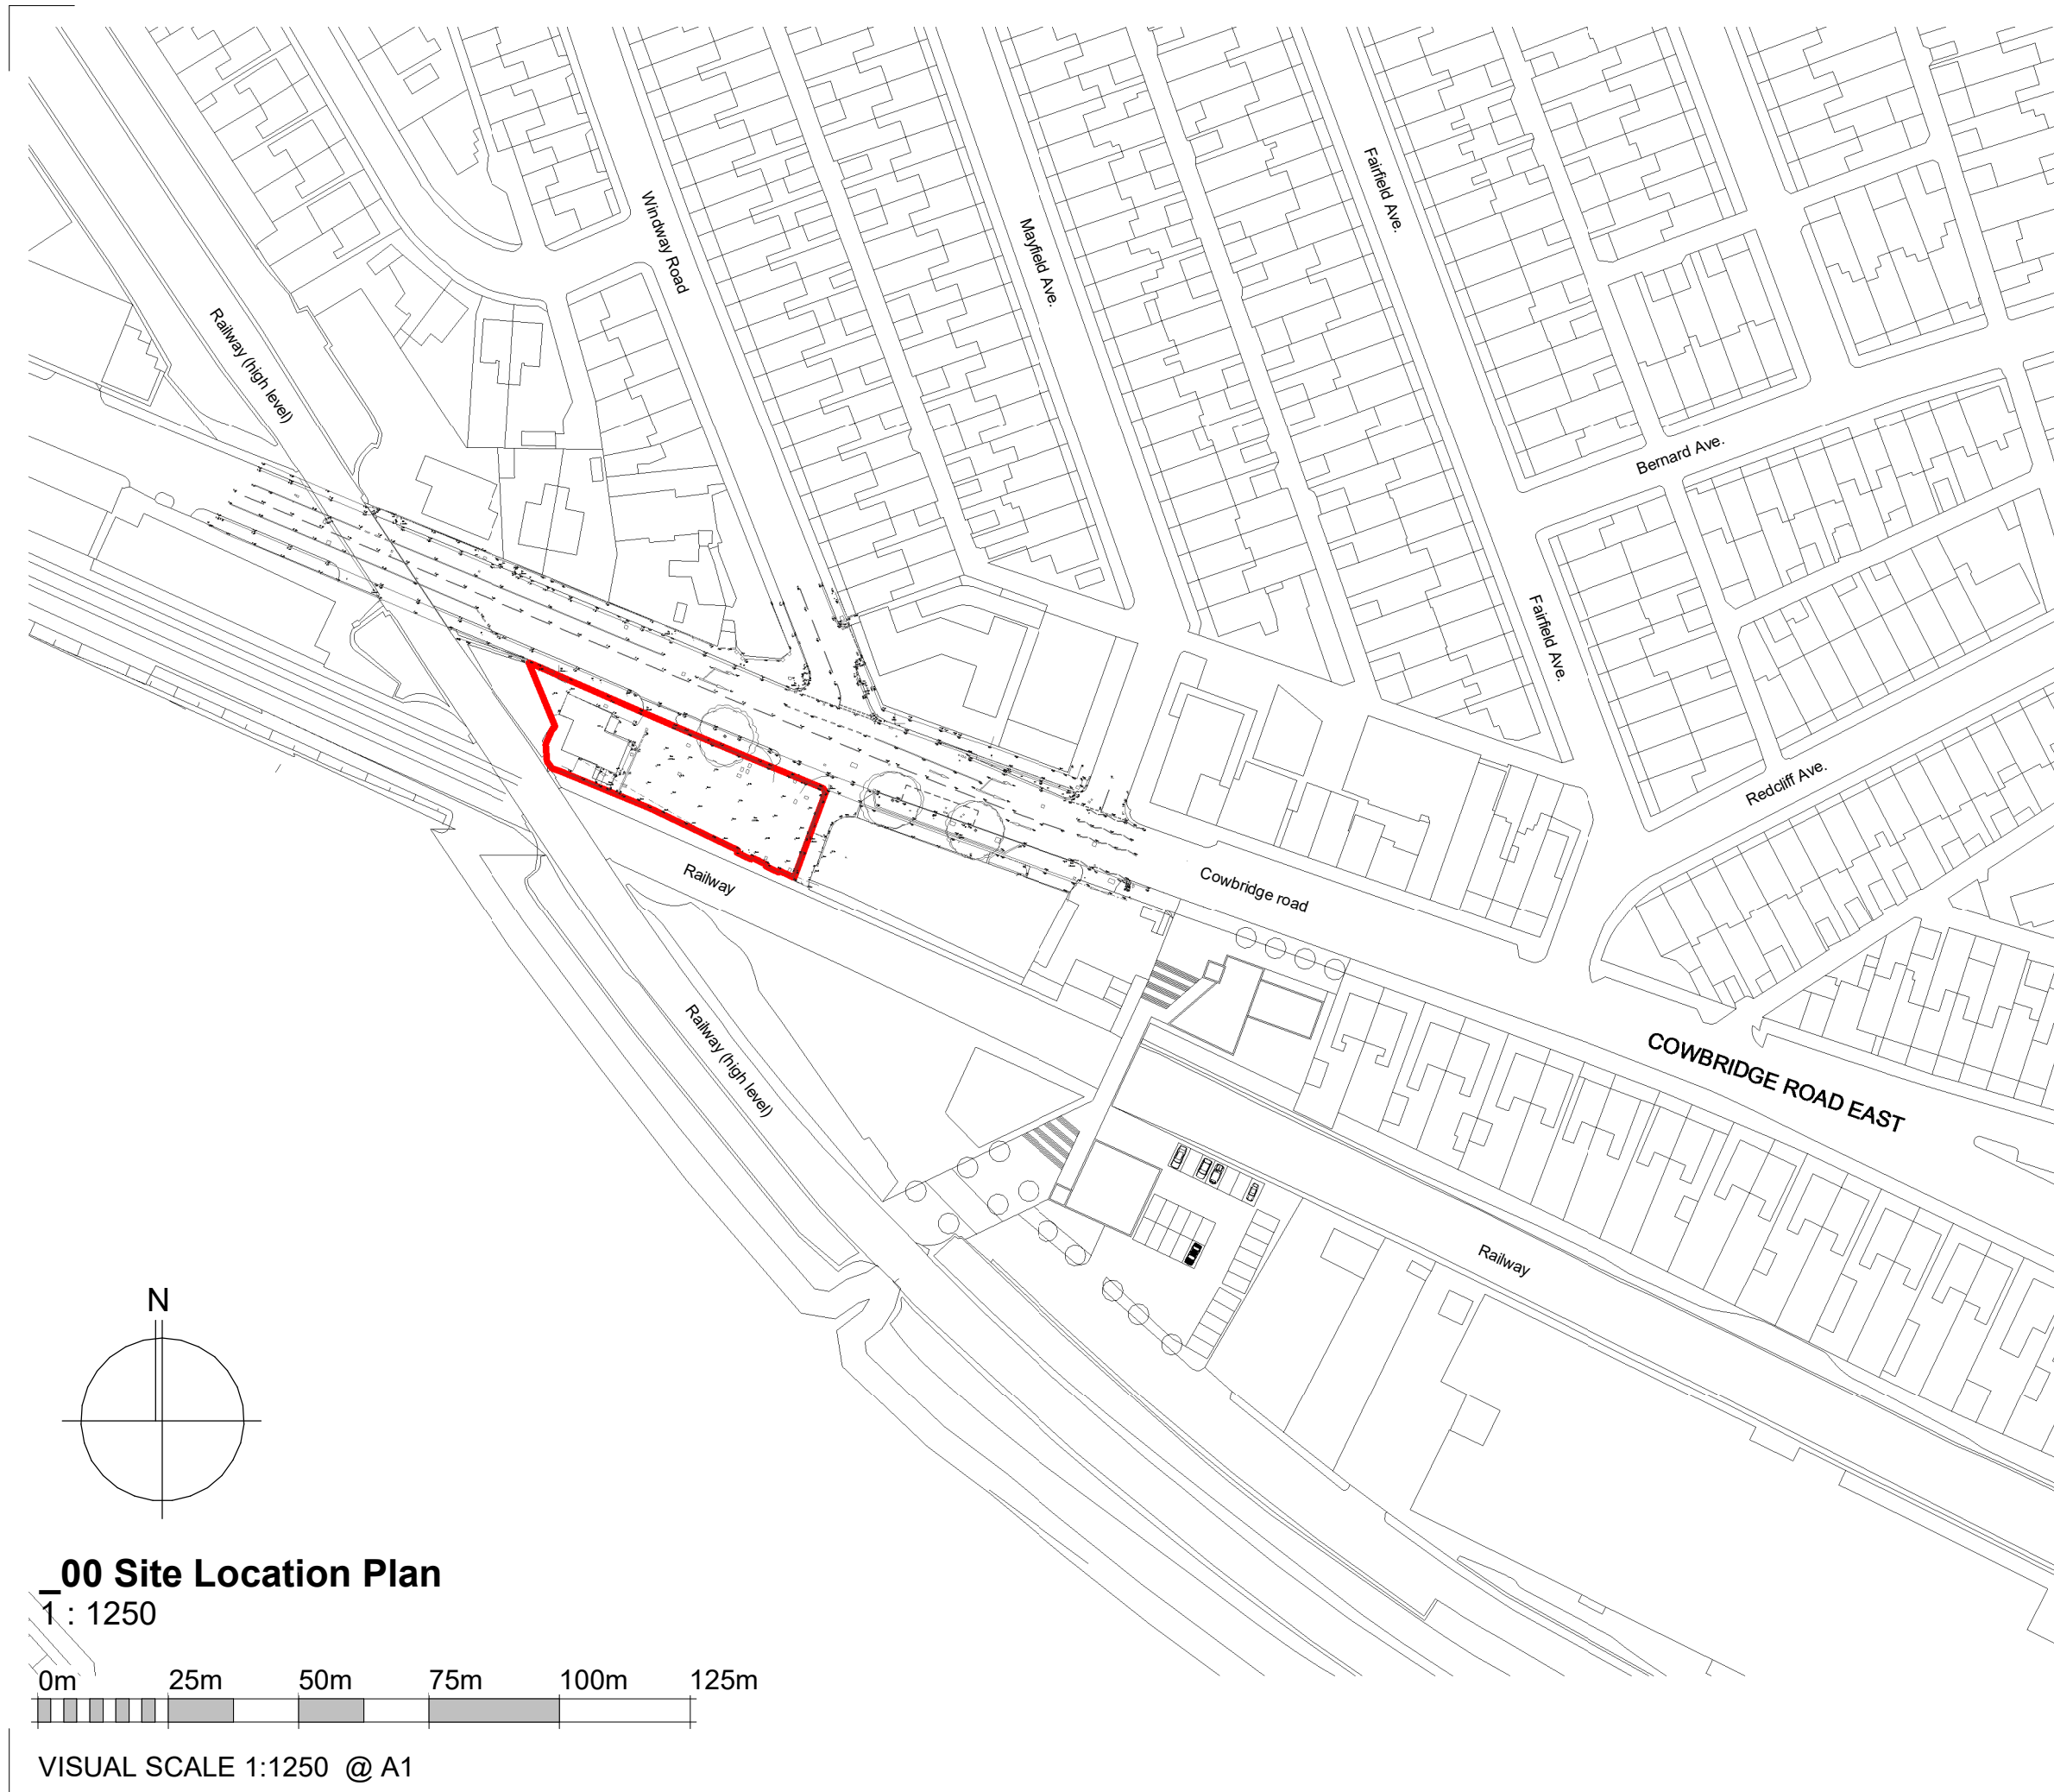 Fairfield Ave.
Windway Road
Mayfield Ave.
Railway (high level)
Bernard Ave.
Fairfield Ave.
Redcliff Ave.
Railway
Cowbridge road
Railway (high level)
COWBRIDGE ROAD EAST
Railway
N
_00 Site Location Plan
1 : 1250
0m 25m 50m 75m 100m 125m
VISUAL SCALE 1:1250 @ A1